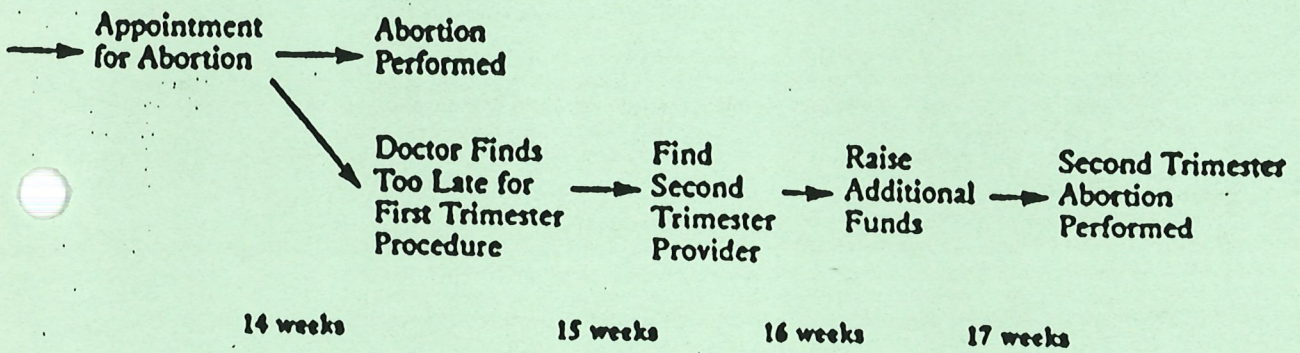 Appointment
for Abortion
Abortion
Performed
Doctor Finds
Too Late for
First Trimester
Procedure
Find
Second
Trimester
Provider
Raise
Additional
Funds
Second Trimester
Abortion
Performed
14 weeks
15 weeks
16 weeks
17 weeks